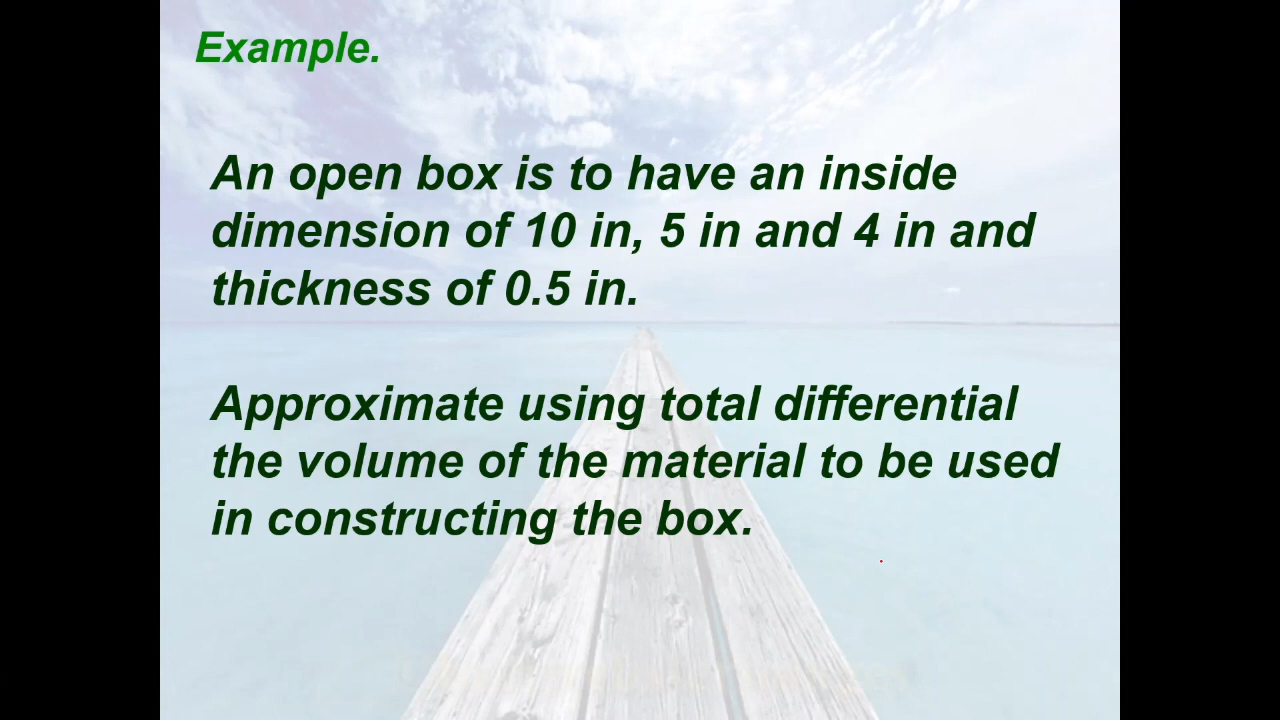 Example.
An open box is to have an inside
dimension of 10 in, 5 in and 4 in and
thickness of 0.5 in.
Approximate using total differential
the volume of the material to be used
in constructing the box.